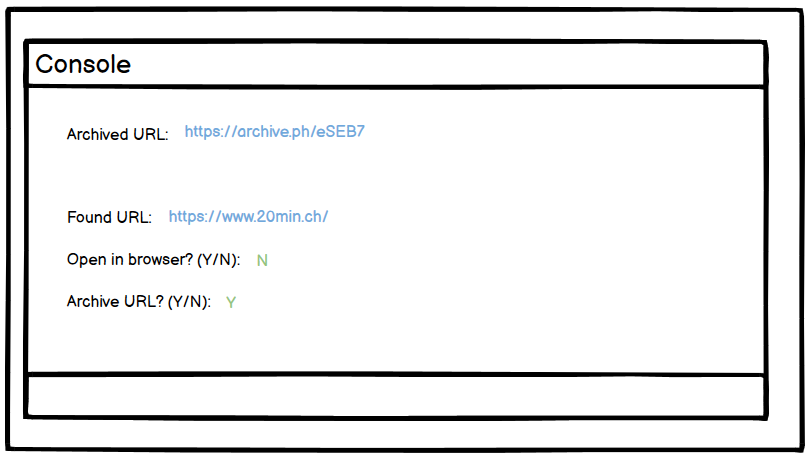 Console
Archived URL: https://archive.ph/eSEB7
Found URL: https://www.20min.ch/
Open in browser? (Y/N): N
Archive URL? (Y/N): Y